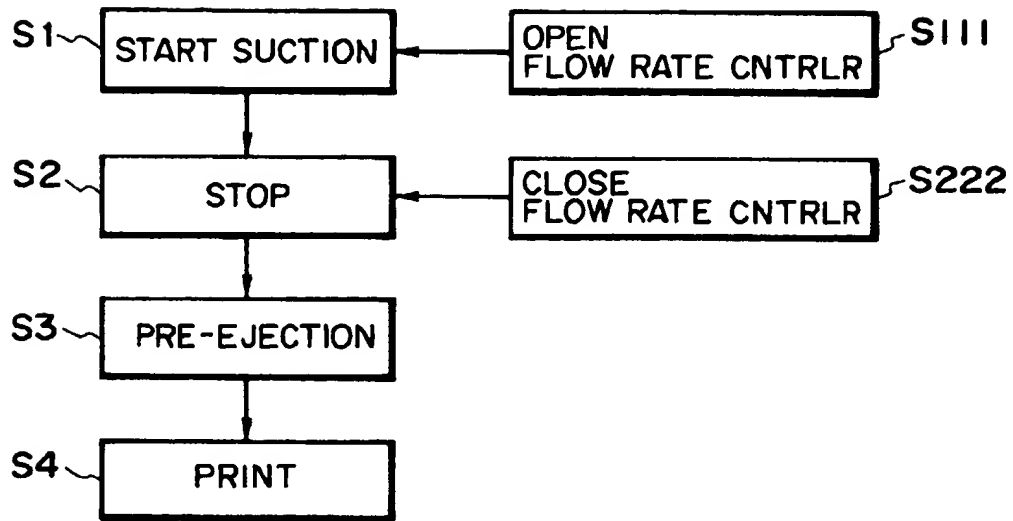 S1
START SUCTION
OPEN
FLOW RATE CNTRLR
S111
S2
STOP
CLOSE
FLOW RATE CNTRLR
S222
S3
PRE-EJECTION
S4
PRINT